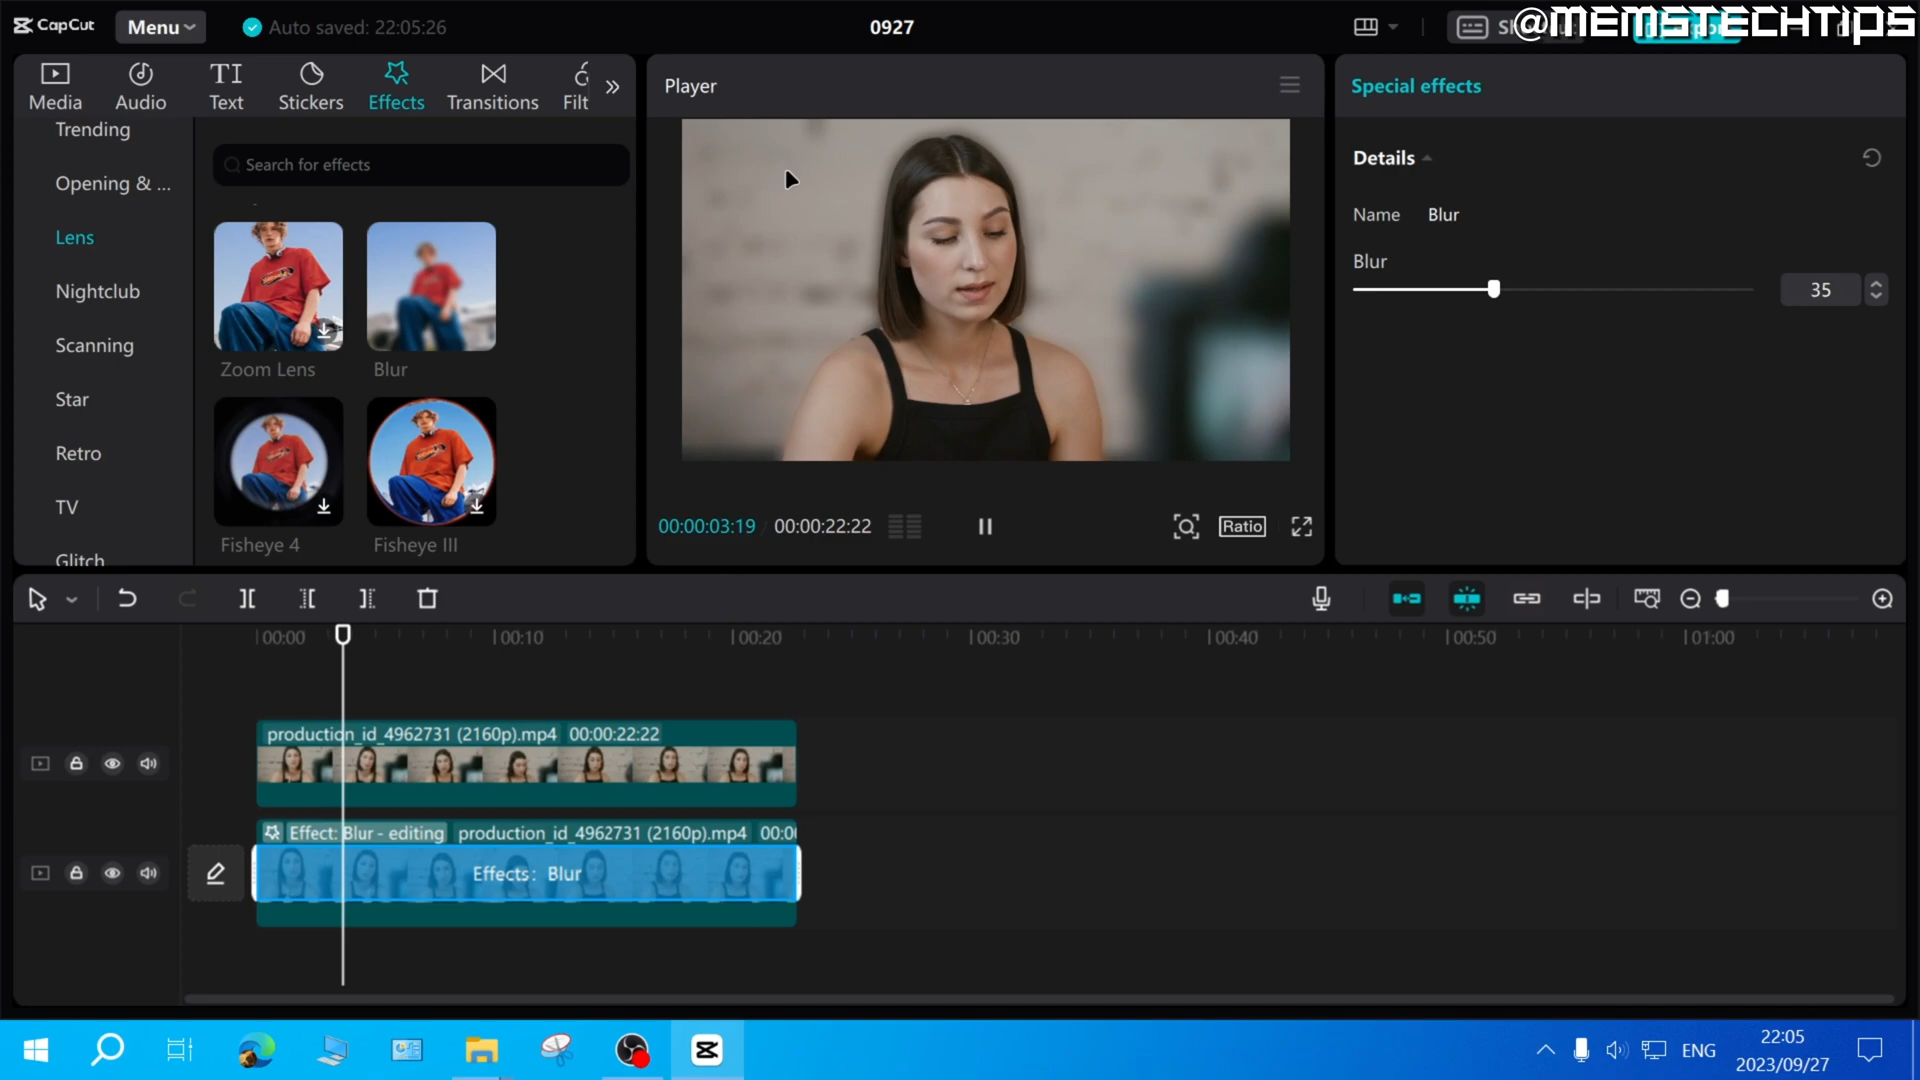 CapCut
Menu
Auto saved: 22:05:26
0927
@MEMSTECHTIPS
Media
Audio
Text
Stickers
Effects
Transitions
Filt
Trending
Opening & ...
Lens
Nightclub
Scanning
Star
Retro
TV
Glitch
Search for effects
Zoom Lens
Blur
Fisheye 4
Fisheye III
Player
00:00:03:19
00:00:22:22
Ratio
Special effects
Details
Name Blur
Blur
35
00:00
00:10
00:20
00:30
00:40
00:50
01:00
production_id_4962731 (2160p).mp4 00:00:22:22
Effect: Blur - editing production_id_4962731 (2160p).mp4 00:0
Effects: Blur
ENG
22:05
2023/09/27